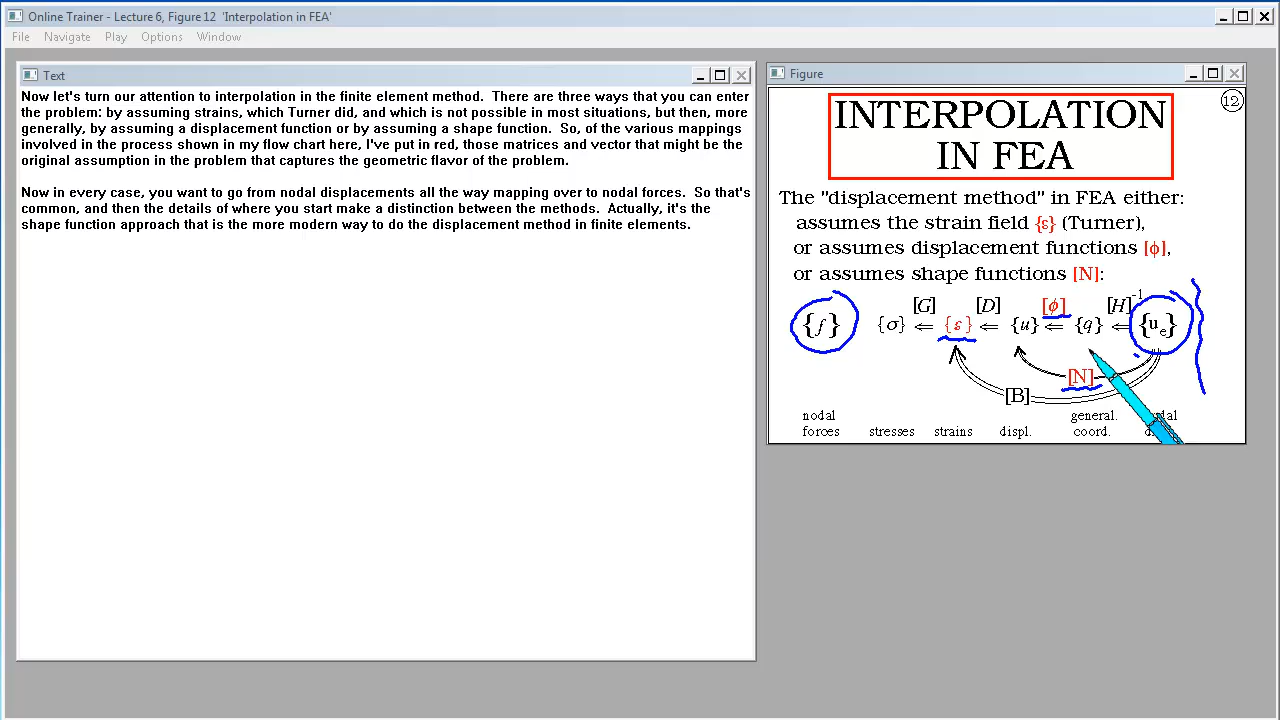 Online Trainer - Lecture 6, Figure 12 'Interpolation in FEA'
File Navigate Play Options Window
Text
Now let's turn our attention to interpolation in the finite element method. There are three ways that you can enter
the problem: by assuming strains, which Turner did, and which is not possible in most situations, but then, more
generally, by assuming a displacement function or by assuming a shape function. So, of the various mappings
involved in the process shown in my flow chart here, I've put in red, those matrices and vector that might be the
original assumption in the problem that captures the geometric flavor of the problem.
Now in every case, you want to go from nodal displacements all the way mapping over to nodal forces. So that's
common, and then the details of where you start make a distinction between the methods. Actually, it's the
shape function approach that is the more modern way to do the displacement method in finite elements.
Figure
12
INTERPOLATION
IN FEA
The "displacement method" in FEA either:
assumes the strain field {ε} (Turner),
or assumes displacement functions [ϕ],
or assumes shape functions [N]:
[G] [D] [ϕ] [H]⁻¹
{f} {σ} ⇐ {ε} ⇐ {u} ⇐ {q} ⇐ {uₑ}
[N]
[B]
nodal general.
forces stresses strains displ. coord.